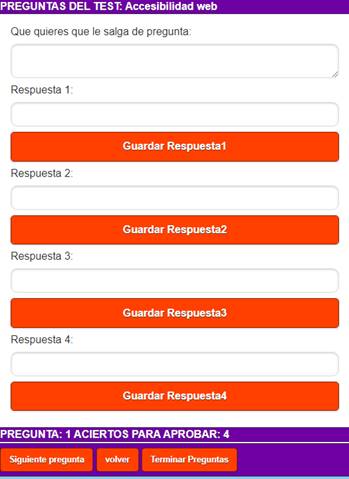 PREGUNTAS DEL TEST: Accesibilidad web
Que quieres que le salga de pregunta:
Respuesta 1:
Guardar Respuesta1
Respuesta 2:
Guardar Respuesta2
Respuesta 3:
Guardar Respuesta3
Respuesta 4:
Guardar Respuesta4
PREGUNTA: 1 ACIERTOS PARA APROBAR: 4
Siguiente pregunta volver Terminar Preguntas